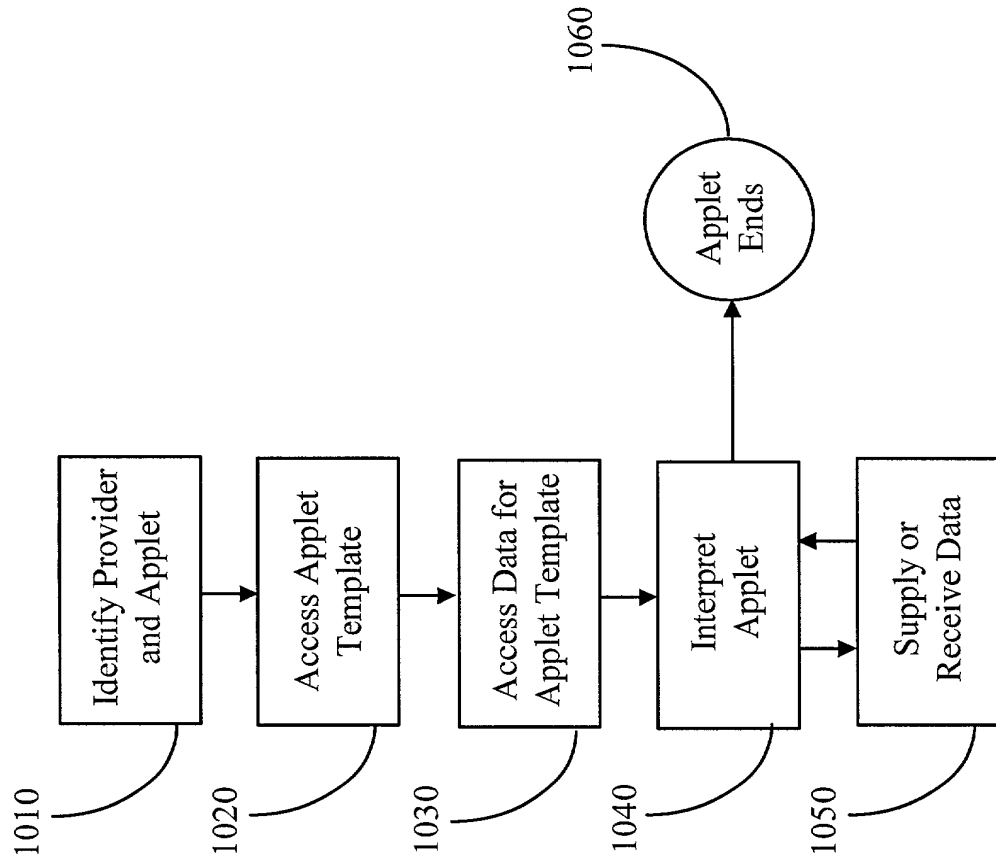 1010
Identify Provider
and Applet
1020
Access Applet
Template
1030
Access Data for
Applet Template
1040
Interpret
Applet
1050
Supply or
Receive Data
1060
Applet
Ends